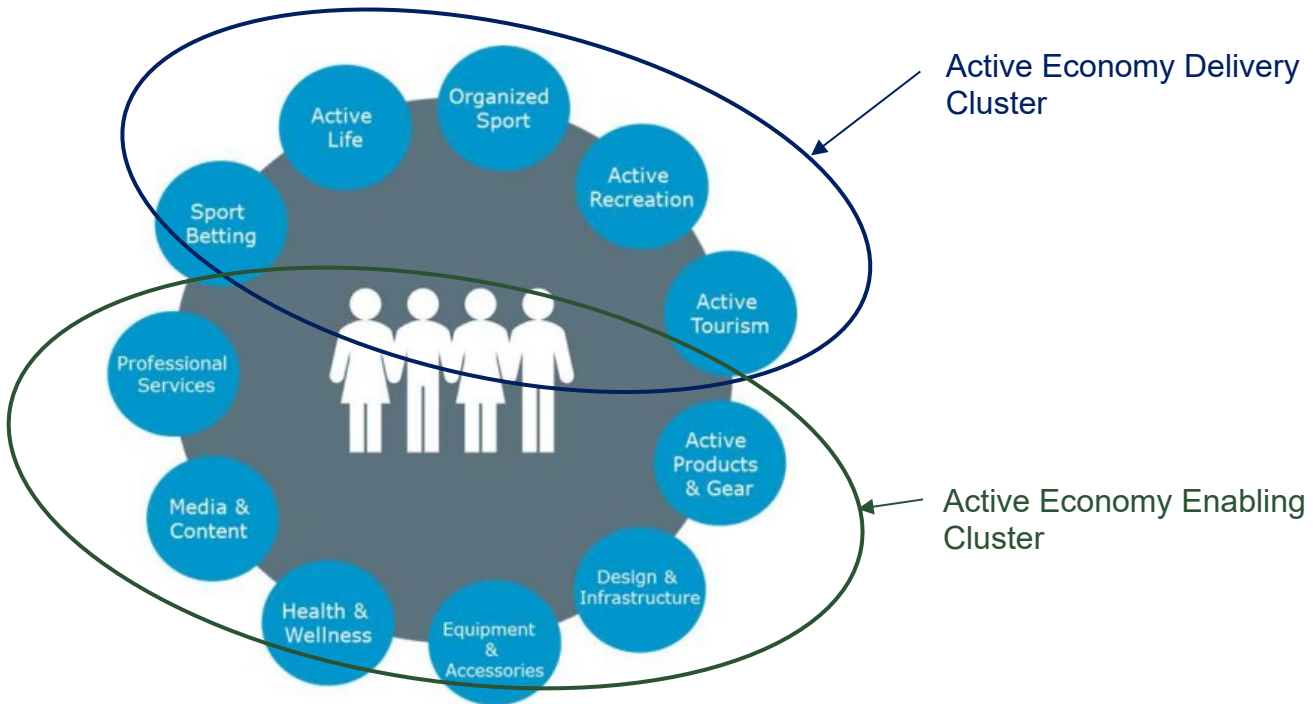 Active Economy Delivery
Cluster
Organized
Sport
Active
Life
Active
Recreation
Sport
Betting
Active
Tourism
Professional
Services
Active
Products
& Gear
Media &
Content
Active Economy Enabling
Cluster
Design &
Infrastructure
Health &
Wellness
Equipment
&
Accessories